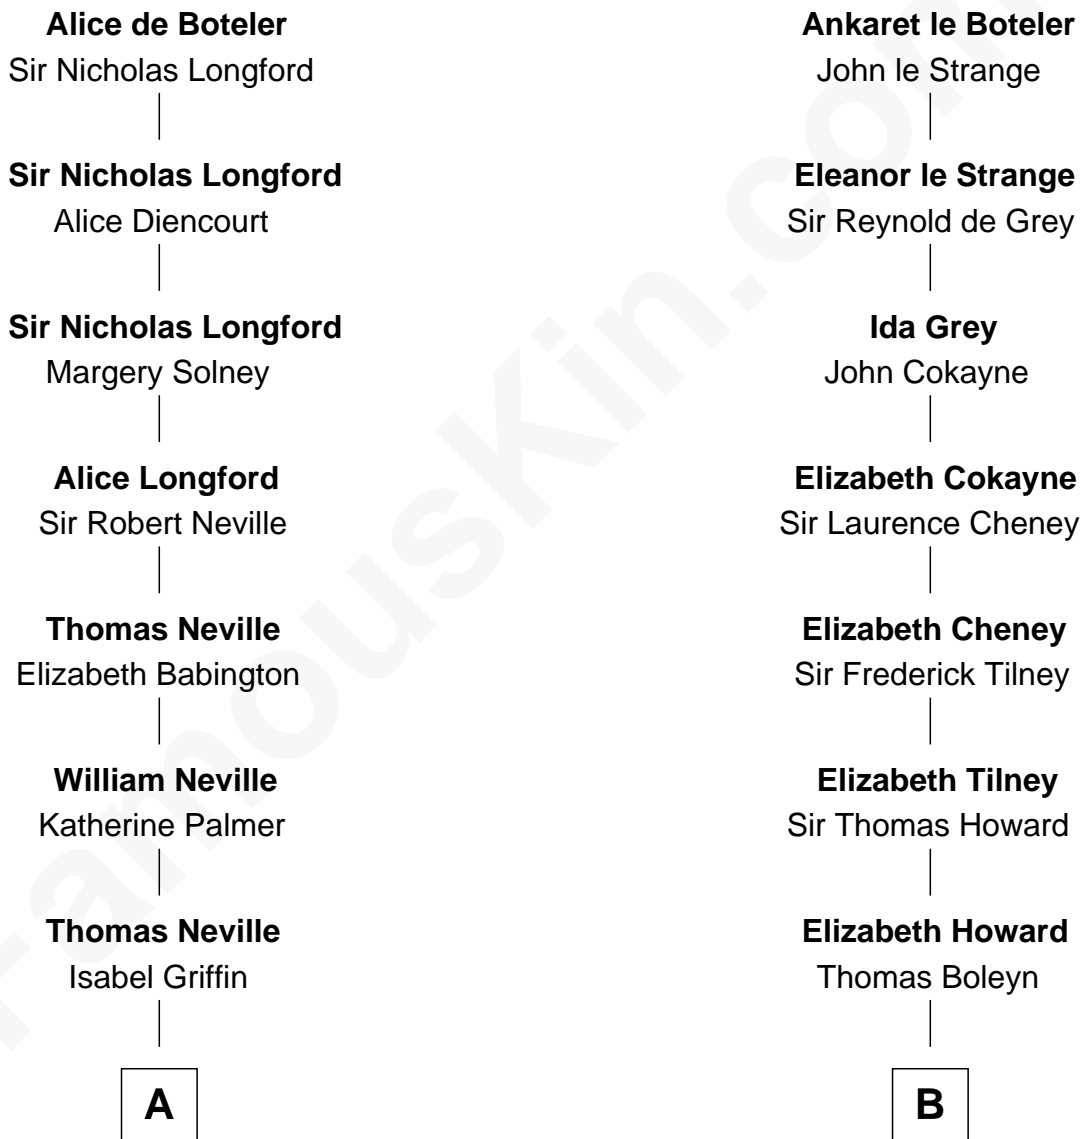 Alice de Boteler
Sir Nicholas Longford
Sir Nicholas Longford
Alice Diencourt
Sir Nicholas Longford
Margery Solney
Alice Longford
Sir Robert Neville
Thomas Neville
Elizabeth Babington
William Neville
Katherine Palmer
Thomas Neville
Isabel Griffin
A
Ankaret le Boteler
John le Strange
Eleanor le Strange
Sir Reynold de Grey
Ida Grey
John Cokayne
Elizabeth Cokayne
Sir Laurence Cheney
Elizabeth Cheney
Sir Frederick Tilney
Elizabeth Tilney
Sir Thomas Howard
Elizabeth Howard
Thomas Boleyn
B
FamousKin.com